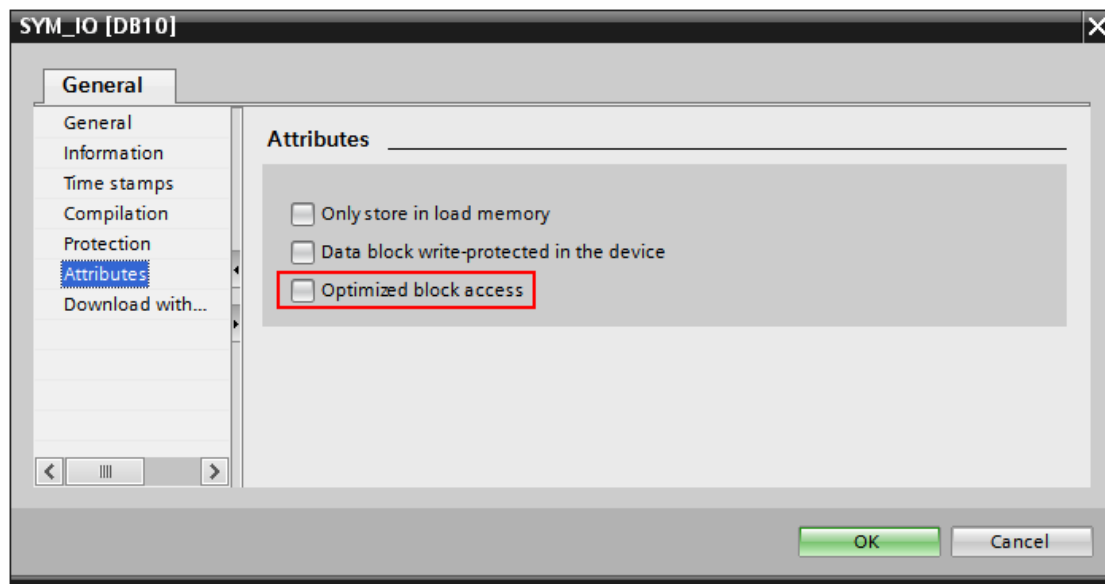 SYM_IO [DB10]
General
General
Information
Time stamps
Compilation
Protection
Attributes
Download with...
Attributes
Only store in load memory
Data block write-protected in the device
Optimized block access
OK
Cancel